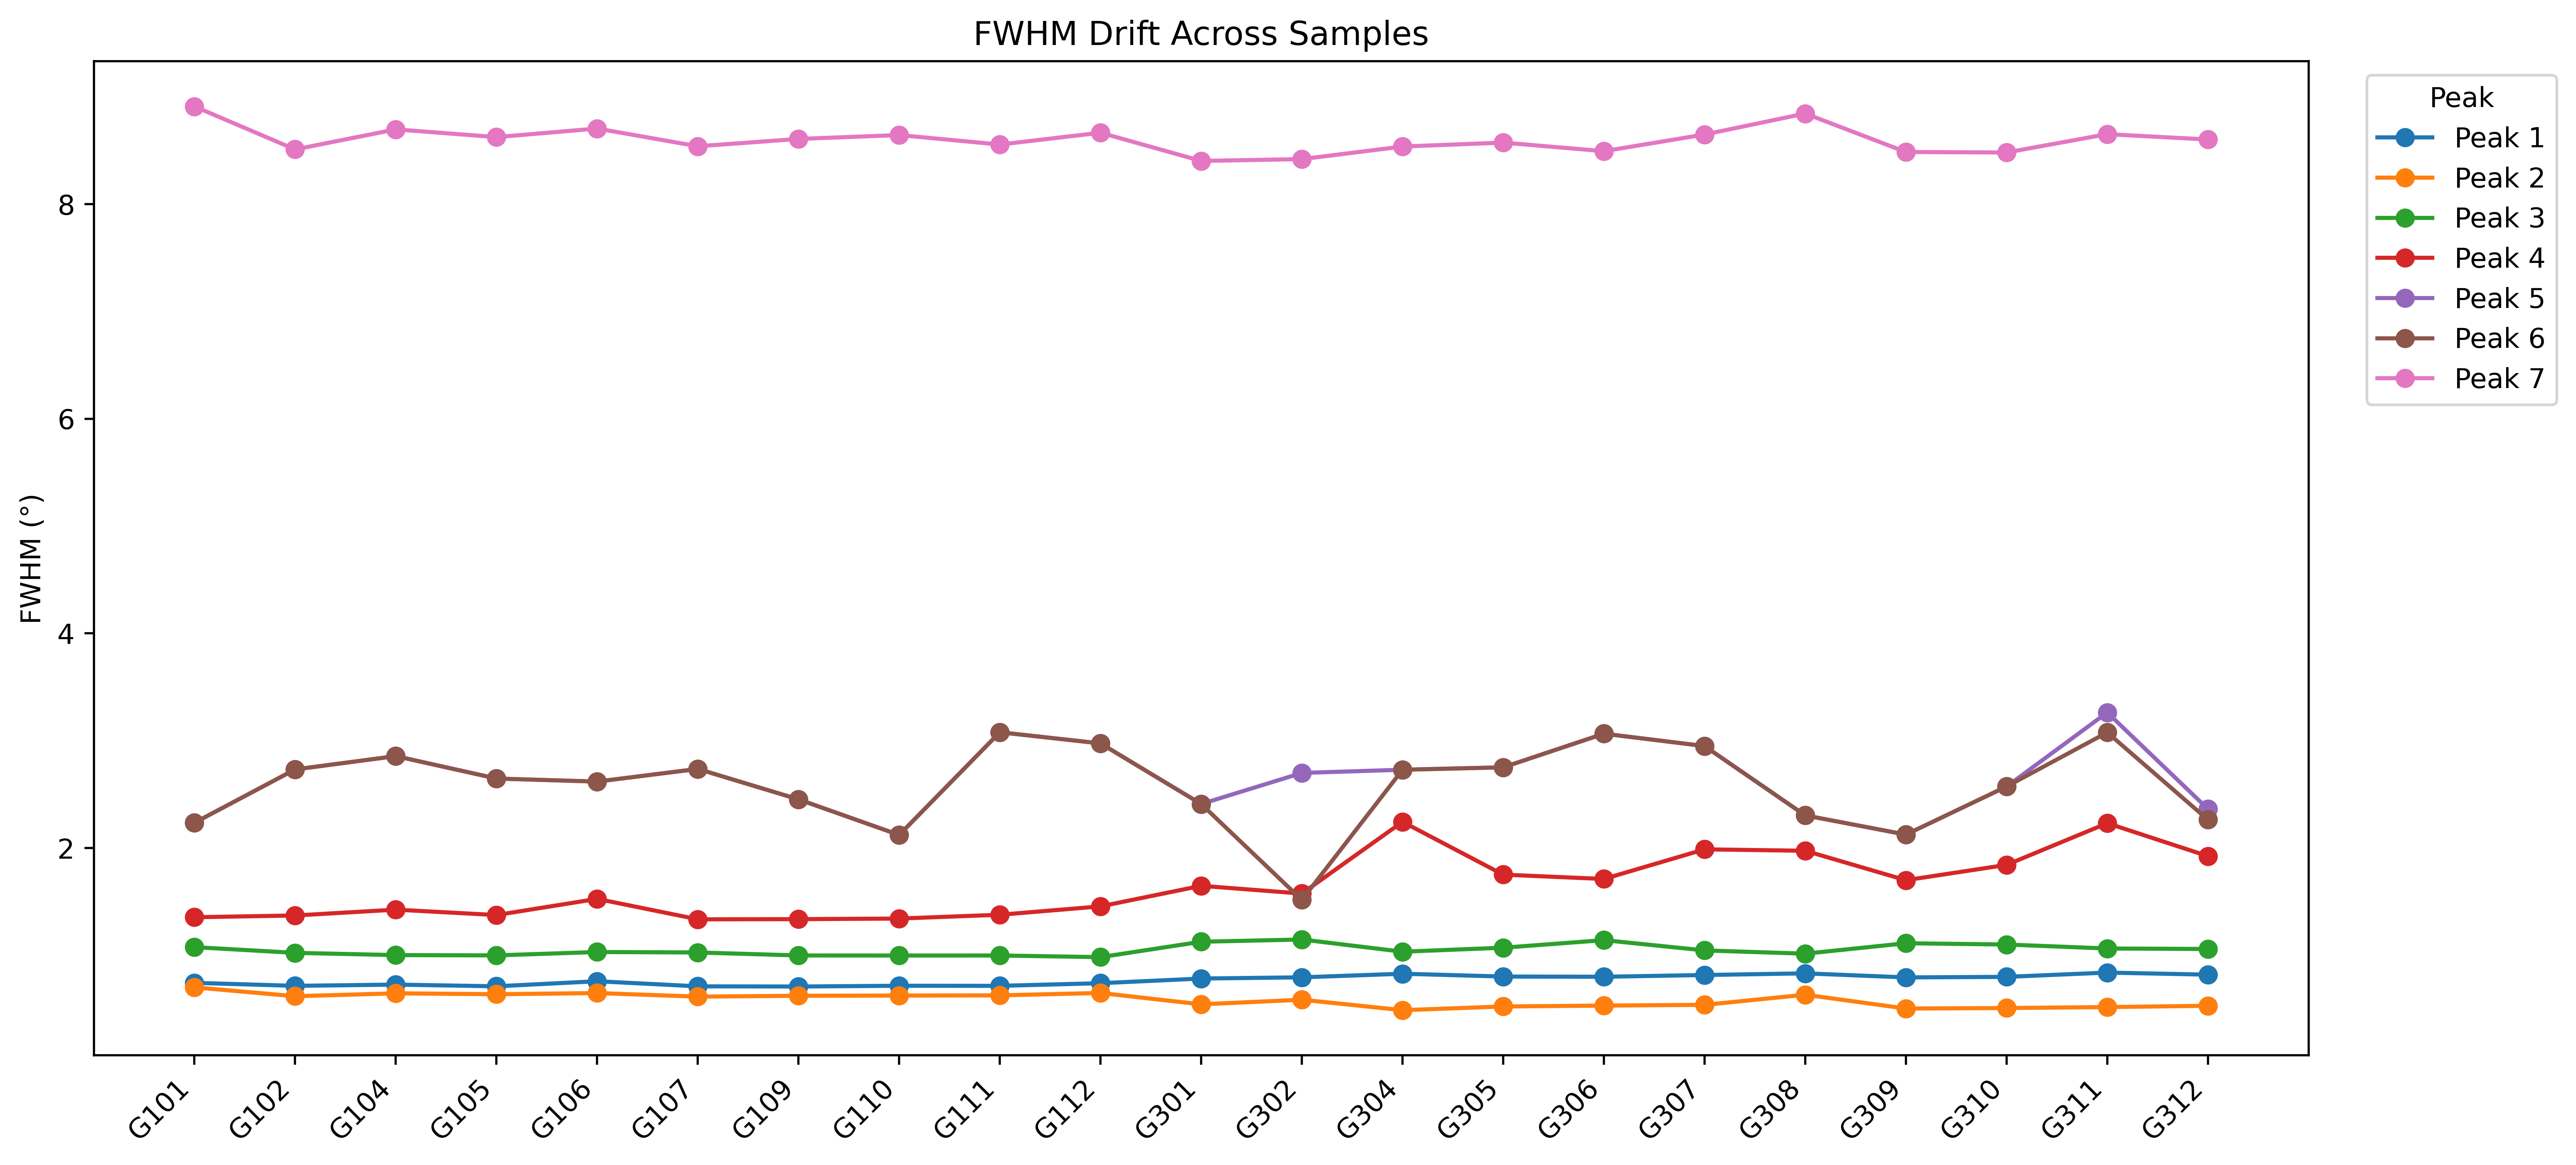 FWHM Drift Across Samples
Peak
Peak 1
Peak 2
Peak 3
Peak 4
Peak 5
Peak 6
Peak 7
FWHM (°)
8
6
4
2
G101
G102
G104
G105
G106
G107
G109
G110
G111
G112
G301
G302
G304
G305
G306
G307
G308
G309
G310
G311
G312